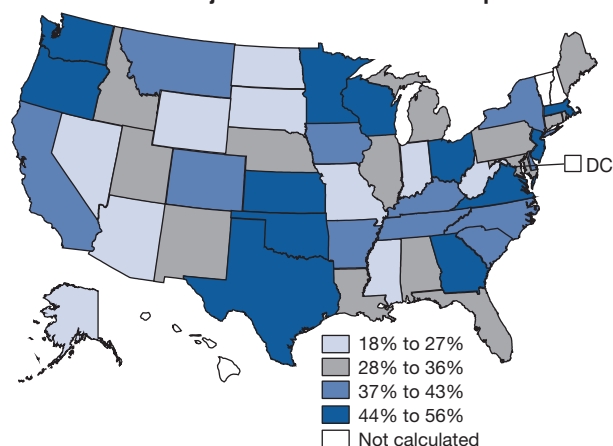 DC
18% to 27%
28% to 36%
37% to 43%
44% to 56%
Not calculated